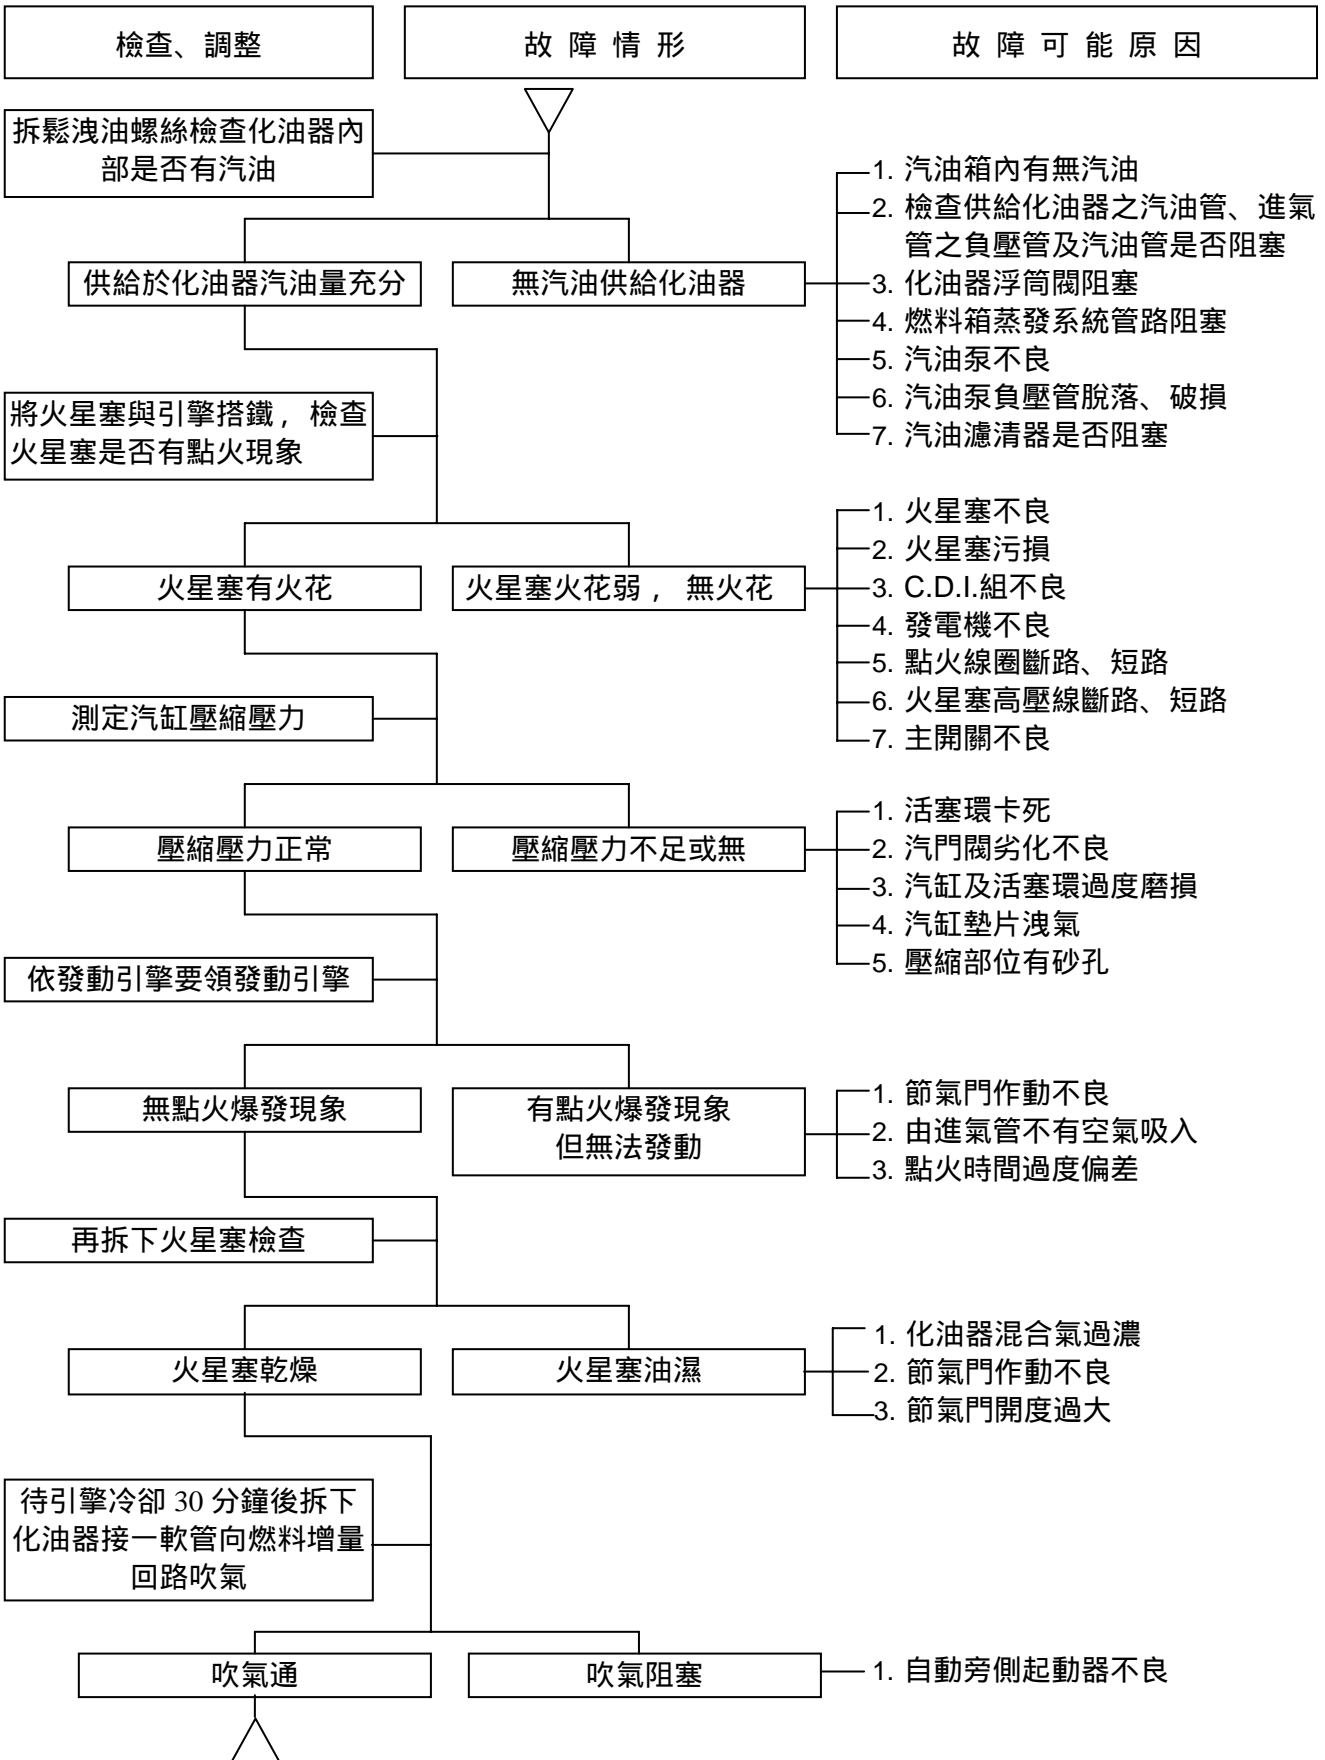 檢查、調整
故障情形
故障可能原因
拆鬆洩油螺絲檢查化油器內
部是否有汽油
1. 汽油箱內有無汽油
2. 檢查供給化油器之汽油管、進氣
管之負壓管及汽油管是否阻塞
供給於化油器汽油量充分
無汽油供給化油器
3. 化油器浮筒閥阻塞
4. 燃料箱蒸發系統管路阻塞
5. 汽油泵不良
6. 汽油泵負壓管脫落、破損
7. 汽油濾清器是否阻塞
將火星塞與引擎搭鐵，檢查
火星塞是否有點火現象
1. 火星塞不良
2. 火星塞污損
火星塞有火花
火星塞火花弱， 無火花
3. C.D.I.組不良
4. 發電機不良
5. 點火線圈斷路、短路
6. 火星塞高壓線斷路、短路
7. 主開關不良
測定汽缸壓縮壓力
1. 活塞環卡死
壓縮壓力正常
壓縮壓力不足或無
2. 汽門閥劣化不良
3. 汽缸及活塞環過度磨損
4. 汽缸墊片洩氣
5. 壓縮部位有砂孔
依發動引擎要領發動引擎
無點火爆發現象
有點火爆發現象
但無法發動
1. 節氣門作動不良
2. 由進氣管不有空氣吸入
3. 點火時間過度偏差
再拆下火星塞檢查
1. 化油器混合氣過濃
火星塞乾燥
火星塞油濕
2. 節氣門作動不良
3. 節氣門開度過大
待引擎冷卻 30 分鐘後拆下
化油器接一軟管向燃料增量
回路吹氣
吹氣通
吹氣阻塞
1. 自動旁側起動器不良